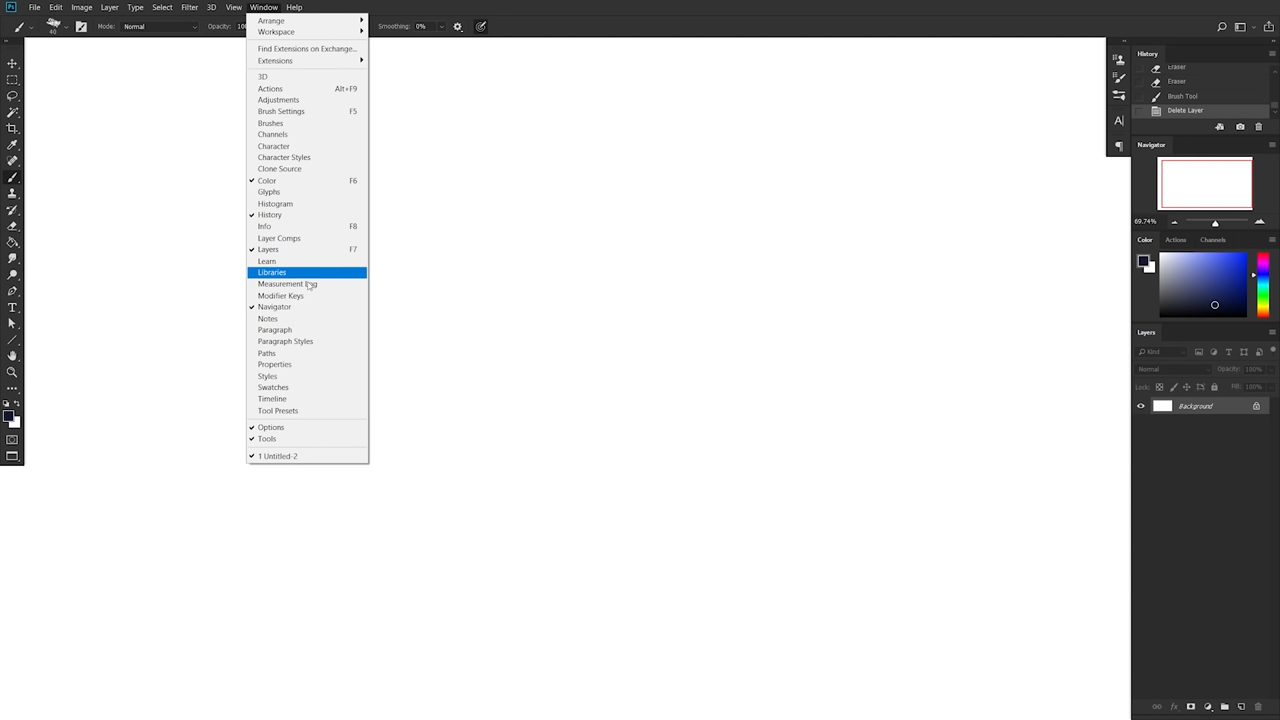 Ps File Edit Image Layer Type Select Filter 3D View Window Help
40 Mode: Normal Opacity: Smoothing: 0%
Arrange
Workspace
Find Extensions on Exchange...
Extensions
3D
Actions Alt+F9
Adjustments
Brush Settings F5
Brushes
Channels
Character
Character Styles
Clone Source
Color F6
Glyphs
Histogram
History
Info F8
Layer Comps
Layers F7
Learn
Libraries
Measurement Log
Modifier Keys
Navigator
Notes
Paragraph
Paragraph Styles
Paths
Properties
Styles
Swatches
Timeline
Tool Presets
Options
Tools
1 Untitled-2
History
Eraser
Eraser
Brush Tool
Delete Layer
Navigator
69.74%
Color Actions Channels
Layers
Kind
Normal Opacity: 100%
Lock: Fill: 100%
Background